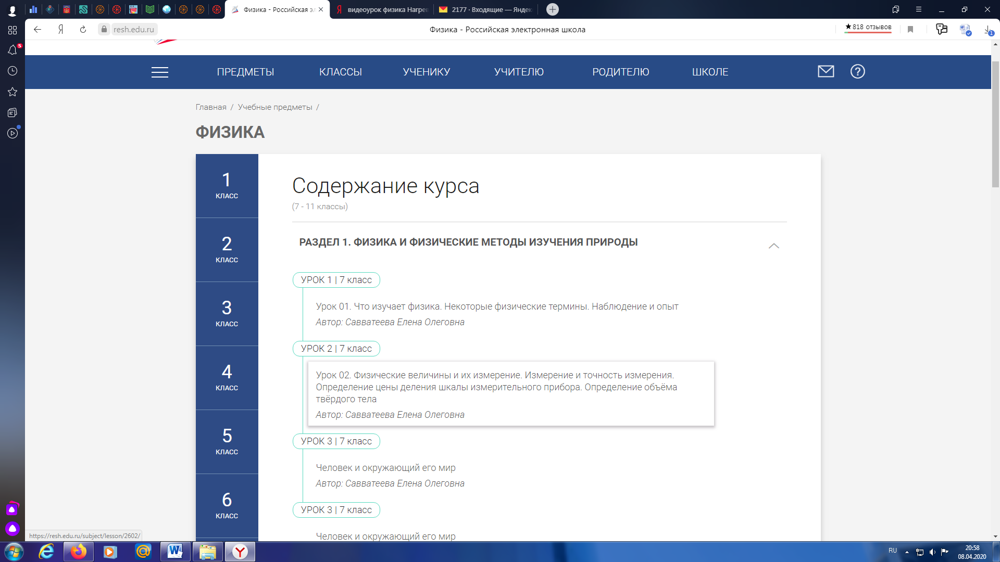 Физика - Российская эл
видеоурок физика Нагрев
2177 · Входящие — Яндек
5
resh.edu.ru
Физика - Российская электронная школа
★818 отзывов
1
ПРЕДМЕТЫ
КЛАССЫ
УЧЕНИКУ
УЧИТЕЛЮ
РОДИТЕЛЮ
ШКОЛЕ
Главная / Учебные предметы /
ФИЗИКА
1
КЛАСС
2
КЛАСС
3
КЛАСС
4
КЛАСС
5
КЛАСС
6
КЛАСС
Содержание курса
(7 - 11 классы)
РАЗДЕЛ 1. ФИЗИКА И ФИЗИЧЕСКИЕ МЕТОДЫ ИЗУЧЕНИЯ ПРИРОДЫ
УРОК 1 | 7 класс
Урок 01. Что изучает физика. Некоторые физические термины. Наблюдение и опыт
Автор: Савватеева Елена Олеговна
УРОК 2 | 7 класс
Урок 02. Физические величины и их измерение. Измерение и точность измерения.
Определение цены деления шкалы измерительного прибора. Определение объёма
твёрдого тела
Автор: Савватеева Елена Олеговна
УРОК 3 | 7 класс
Человек и окружающий его мир
Автор: Савватеева Елена Олеговна
УРОК 3 | 7 класс
Человек и окружающий его мир
https://resh.edu.ru/subject/lesson/2602/
RU
20:58
08.04.2020